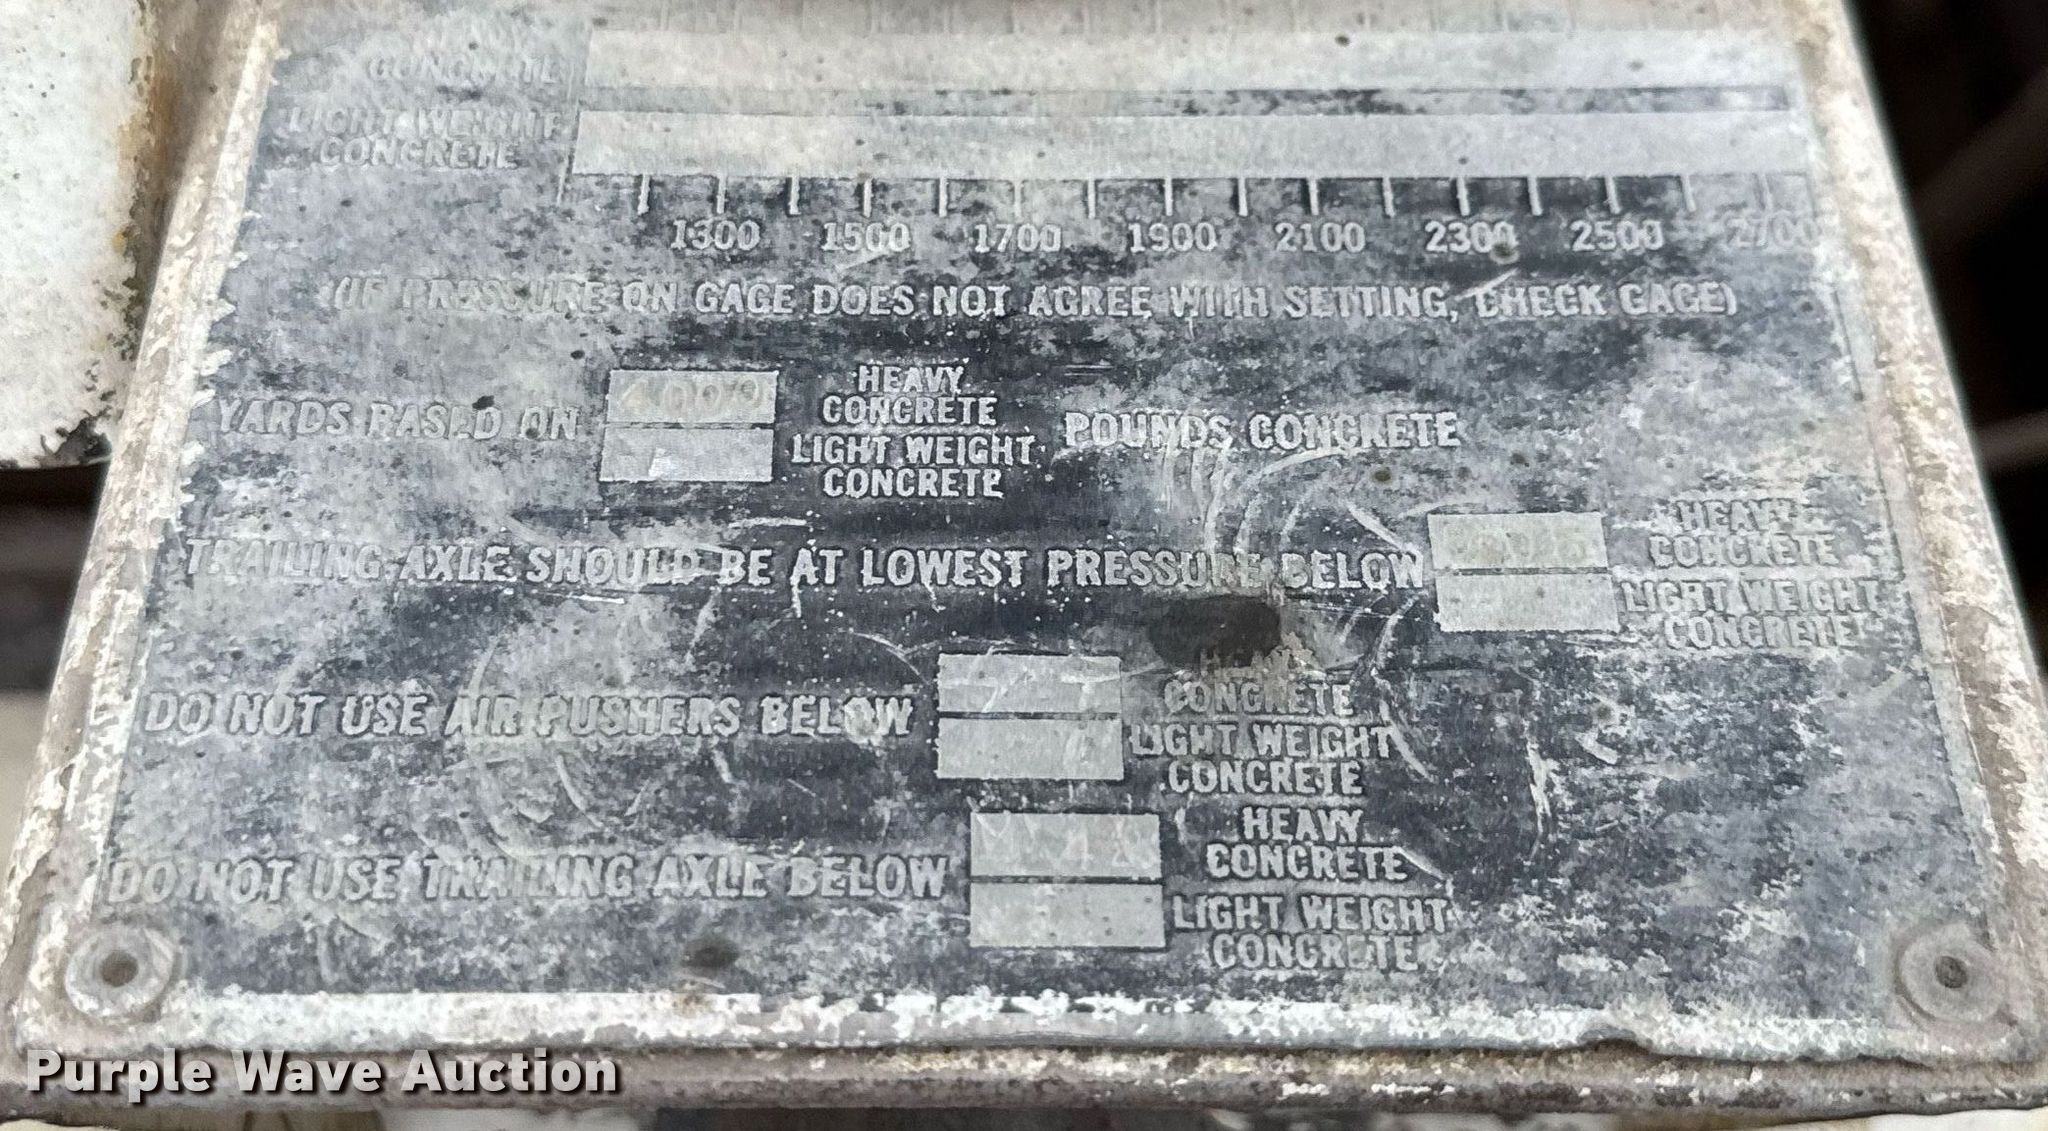 CONCRETE
LIGHT WEIGHT
CONCRETE
1300 1500 1700 1900 2100 2300 2500 2700
(IF PRESSURE ON GAGE DOES NOT AGREE WITH SETTING, CHECK GAGE)
YARDS BASED ON
HEAVY
CONCRETE
LIGHT WEIGHT
CONCRETE
POUNDS CONCRETE
TRAILING AXLE SHOULD BE AT LOWEST PRESSURE BELOW
HEAVY
CONCRETE
LIGHT WEIGHT
CONCRETE
DO NOT USE AIR PUSHERS BELOW
HEAVY
CONCRETE
LIGHT WEIGHT
CONCRETE
DO NOT USE TRAILING AXLE BELOW
HEAVY
CONCRETE
LIGHT WEIGHT
CONCRETE
Purple Wave Auction